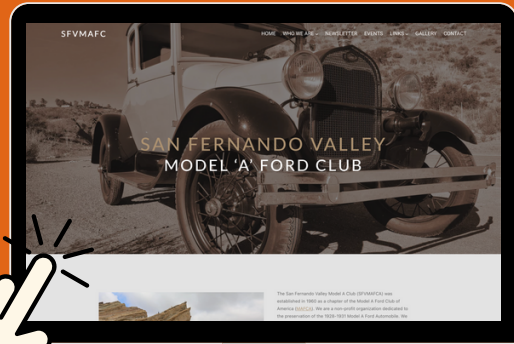 SFVMAFC
HOME WHO WE ARE NEWSLETTER EVENTS LINKS GALLERY CONTACT
SAN FERNANDO VALLEY
MODEL 'A' FORD CLUB
The San Fernando Valley Model A Club (SFVMAFCA) was
established in 1960 as a chapter of the Model A Ford Club of
America (MAFCA). We are a non-profit organization dedicated to
the preservation of the 1928-1931 Model A Ford Automobile. We